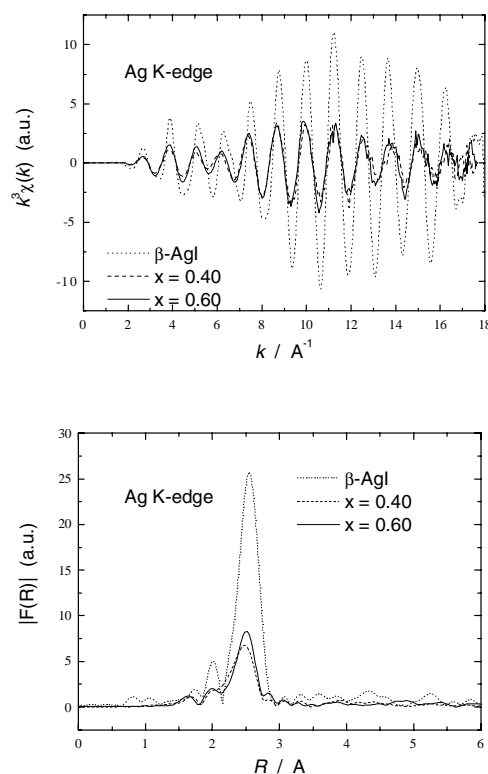 10
5
0
-5
-10
k³χ(k) (a.u.)
Ag K-edge
β-AgI
x = 0.40
x = 0.60
0 2 4 6 8 10 12 14 16 18
k / A⁻¹
30
25
20
15
10
5
0
|F(R)| (a.u.)
Ag K-edge
β-AgI
x = 0.40
x = 0.60
0 1 2 3 4 5 6
R / A